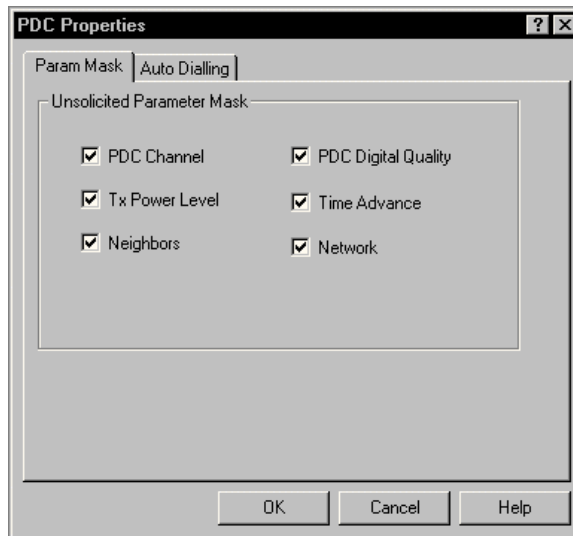 PDC Properties
? X
Param Mask Auto Dialling
Unsolicited Parameter Mask
PDC Channel PDC Digital Quality
Tx Power Level Time Advance
Neighbors Network
OK Cancel Help